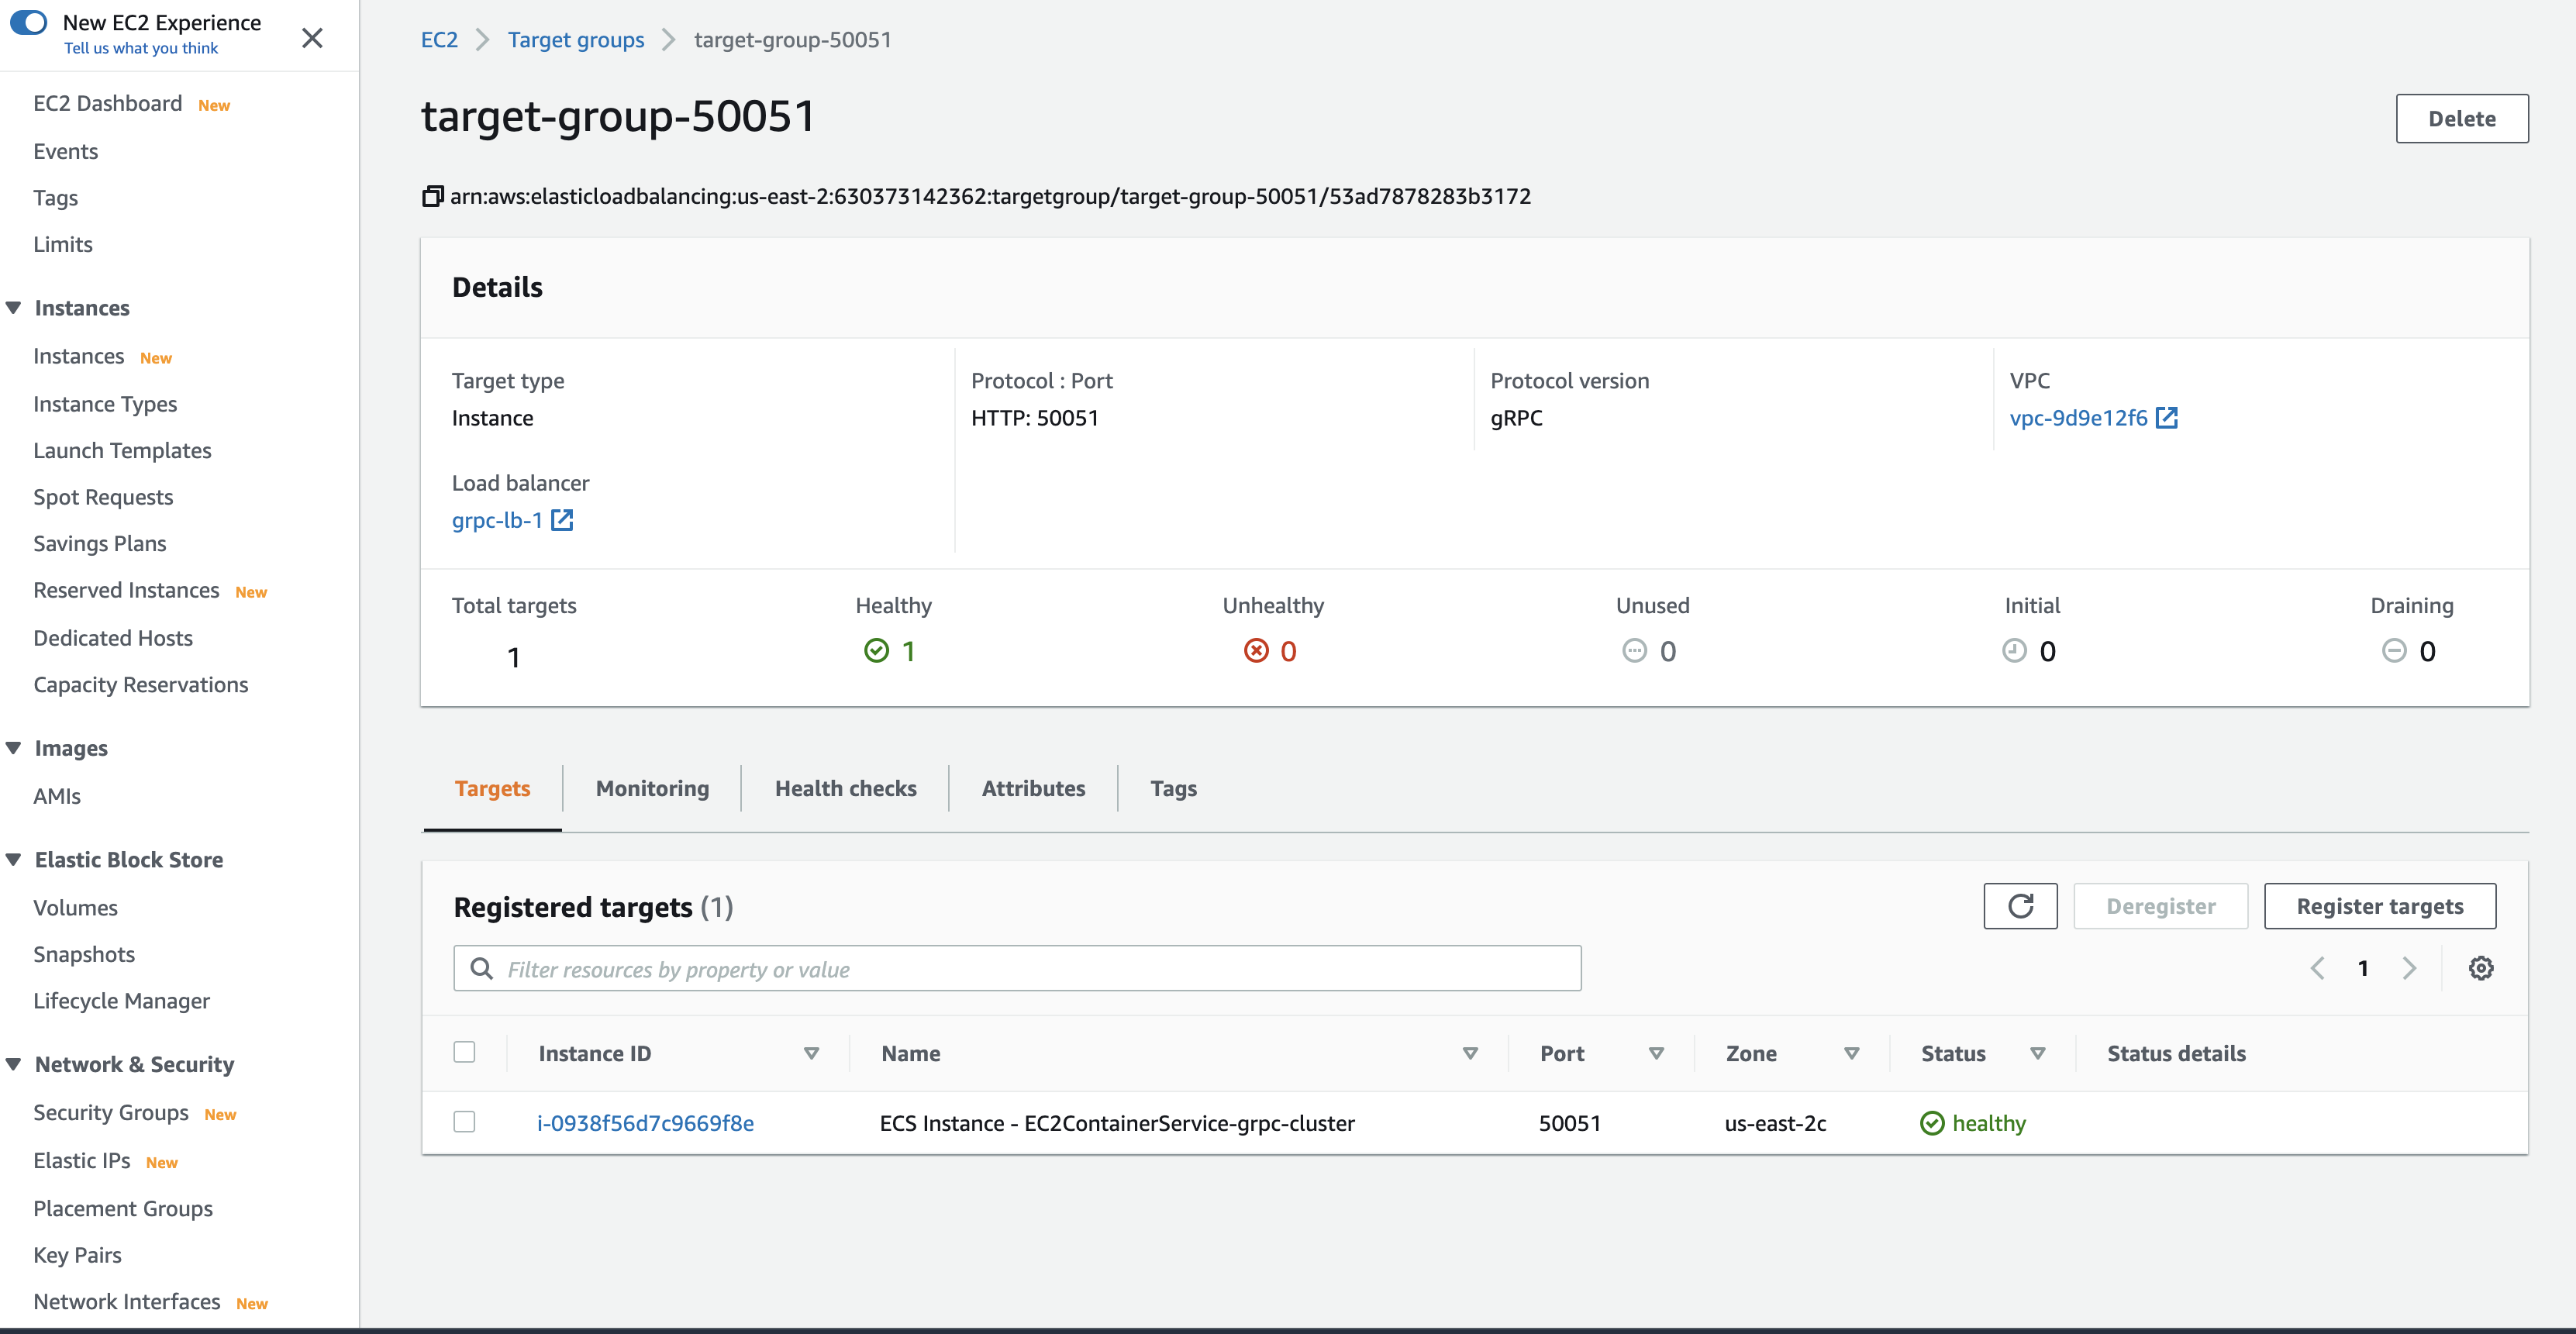 New EC2 Experience
Tell us what you think
EC2 Dashboard New
Events
Tags
Limits
Instances
Instances New
Instance Types
Launch Templates
Spot Requests
Savings Plans
Reserved Instances New
Dedicated Hosts
Capacity Reservations
Images
AMIs
Elastic Block Store
Volumes
Snapshots
Lifecycle Manager
Network & Security
Security Groups New
Elastic IPs New
Placement Groups
Key Pairs
Network Interfaces New
EC2 Target groups target-group-50051
target-group-50051
Delete
arn:aws:elasticloadbalancing:us-east-2:630373142362:targetgroup/target-group-50051/53ad7878283b3172
Details
Target type Protocol : Port Protocol version VPC
Instance HTTP: 50051 gRPC vpc-9d9e12f6
Load balancer
grpc-lb-1
Total targets Healthy Unhealthy Unused Initial Draining
1 1 0 0 0 0
Targets Monitoring Health checks Attributes Tags
Registered targets (1) Deregister Register targets
Filter resources by property or value 1
Instance ID Name Port Zone Status Status details
i-0938f56d7c9669f8e ECS Instance - EC2ContainerService-grpc-cluster 50051 us-east-2c healthy